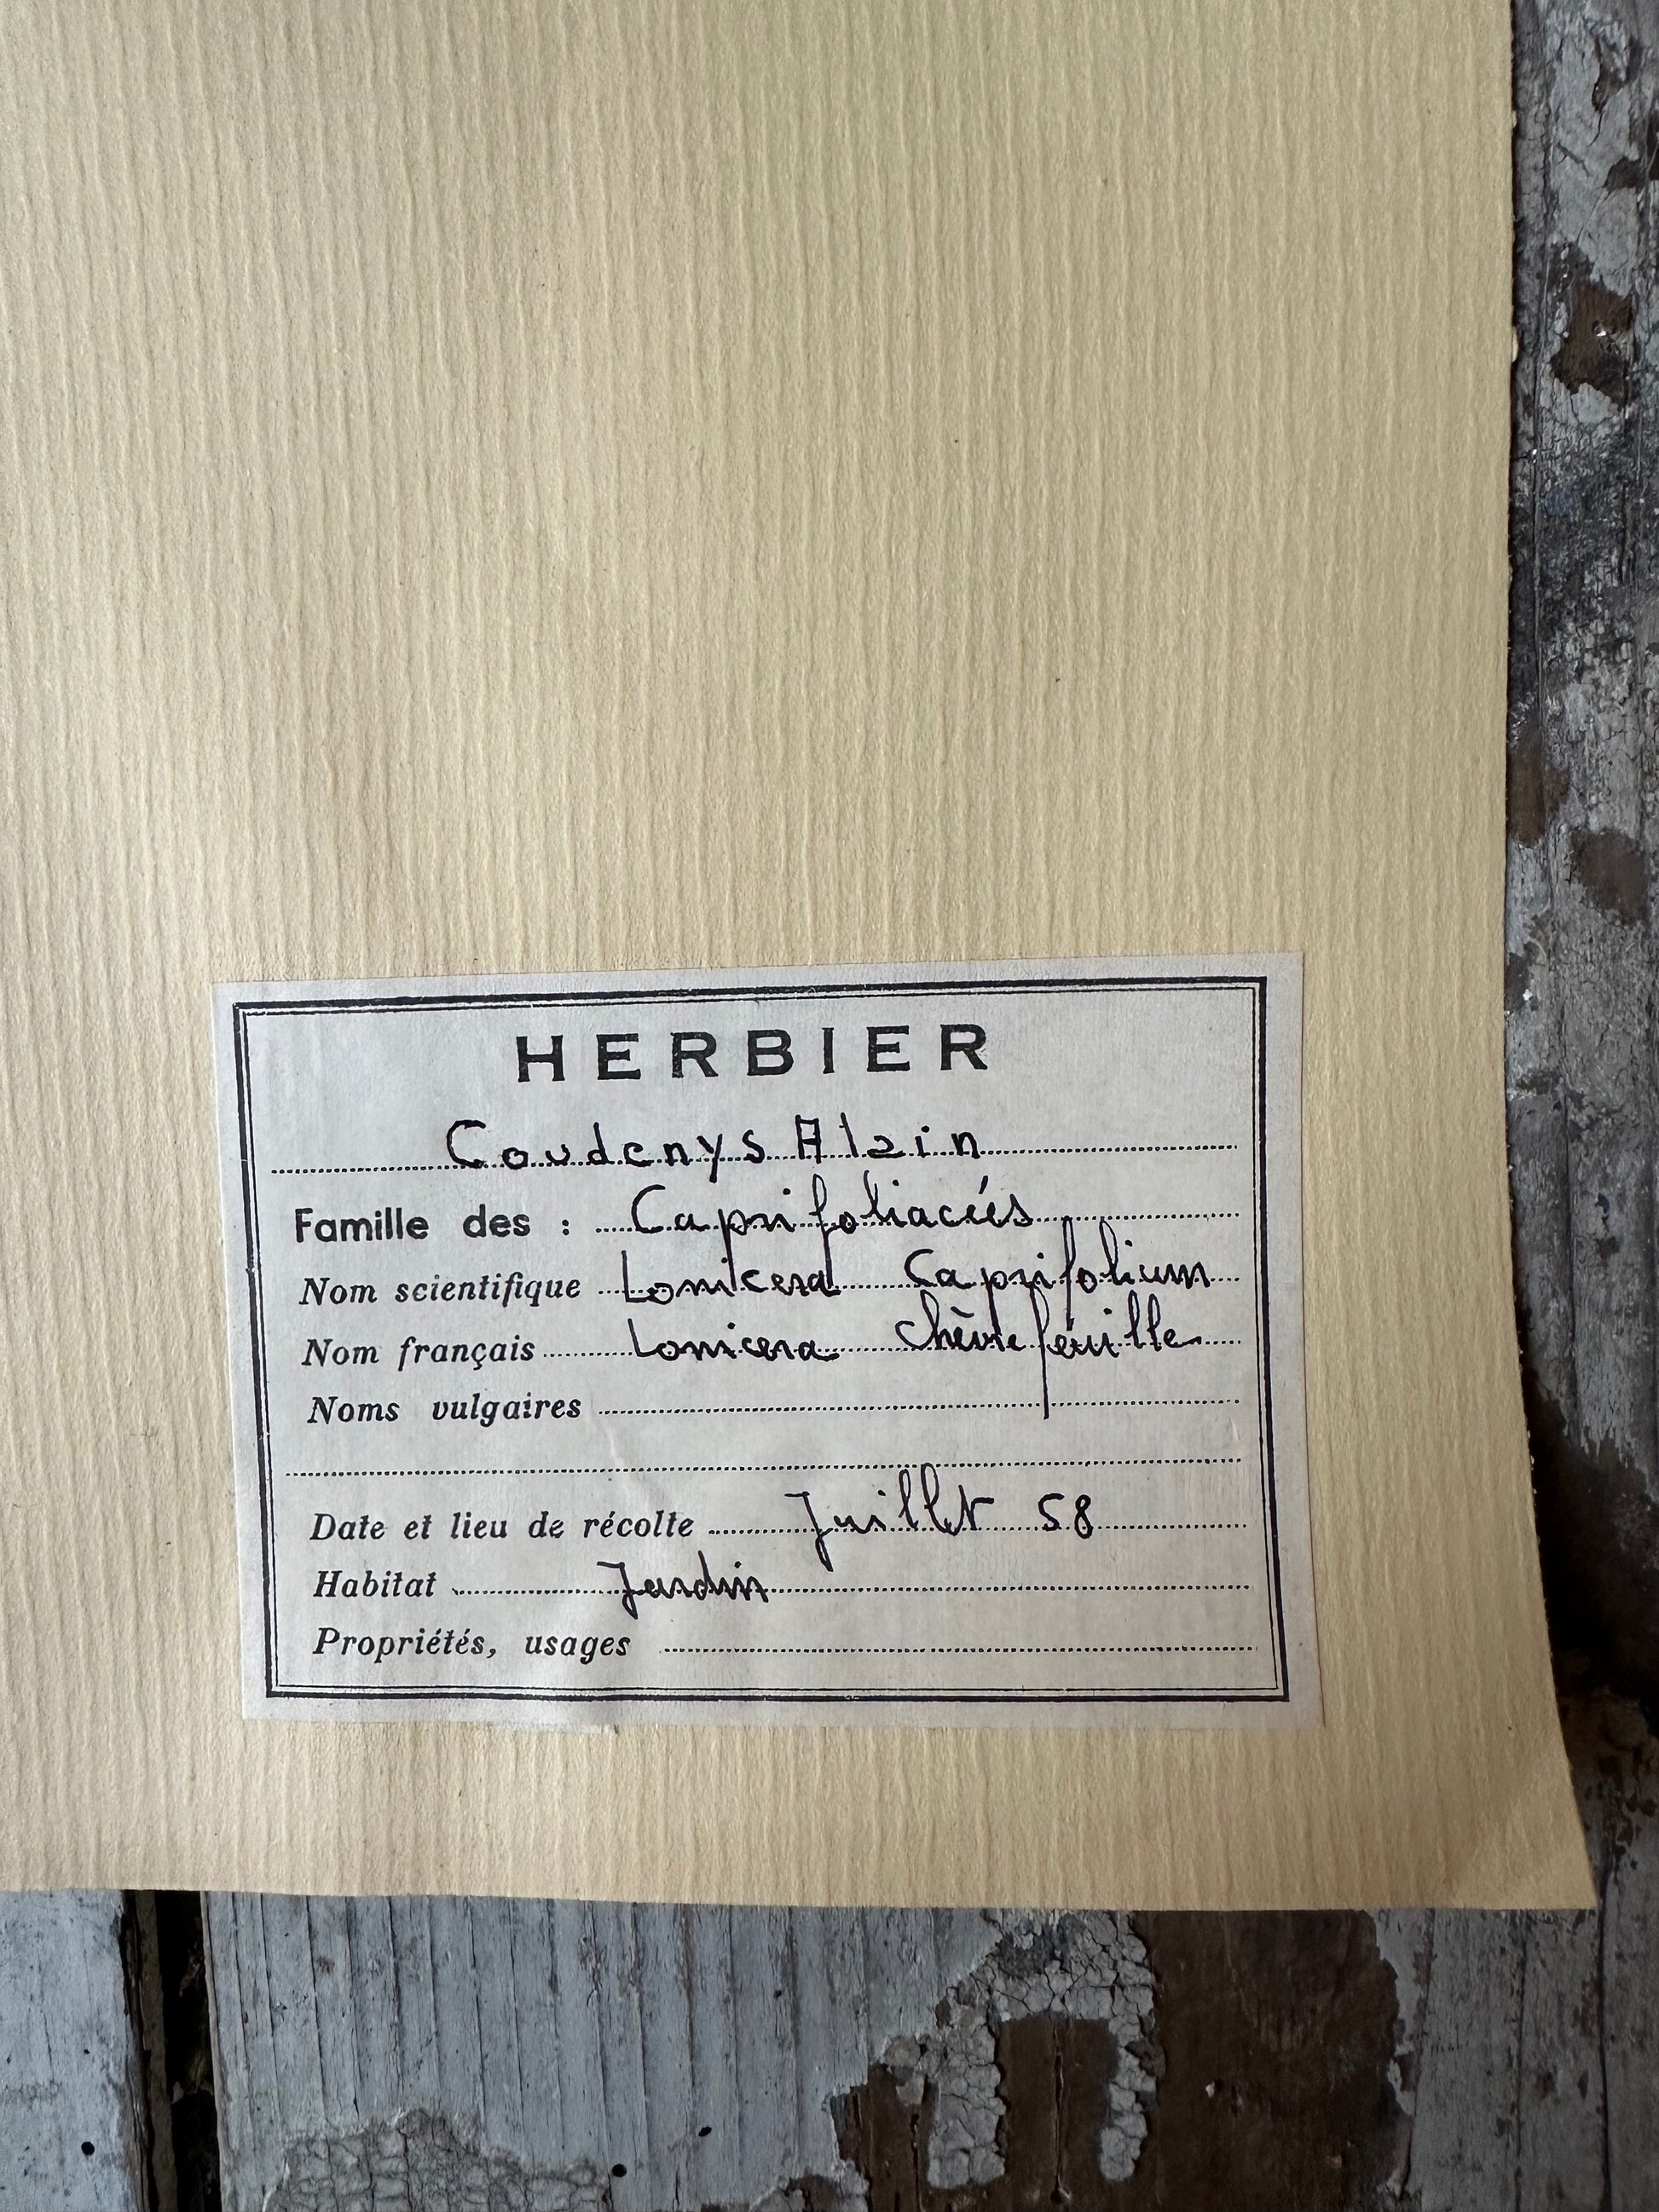 HERBIER
Coudenys Alain
Famille des : Caprifoliacées
Nom scientifique Lonicera Caprifolium
Nom français Lonicera Chèvrefeuille
Noms vulgaires
Date et lieu de récolte Juillet 58
Habitat Jardin
Propriétés, usages